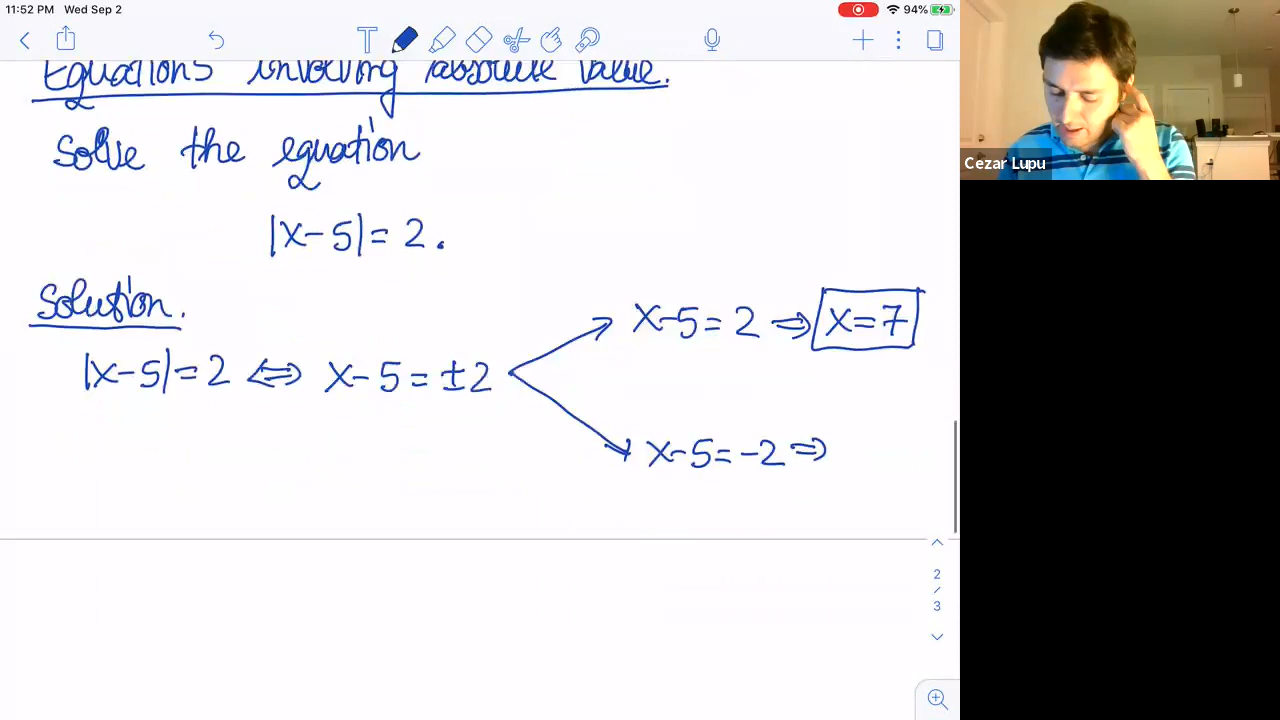 11:52 PM Wed Sep 2
94%
Equations involving absolute value.
Solve the equation
|x-5|= 2.
Solution.
|x-5|=2 ⇔ x-5=±2
x-5=2 ⇒ x=7
x-5=-2 ⇒
2
/
3
Cezar Lupu